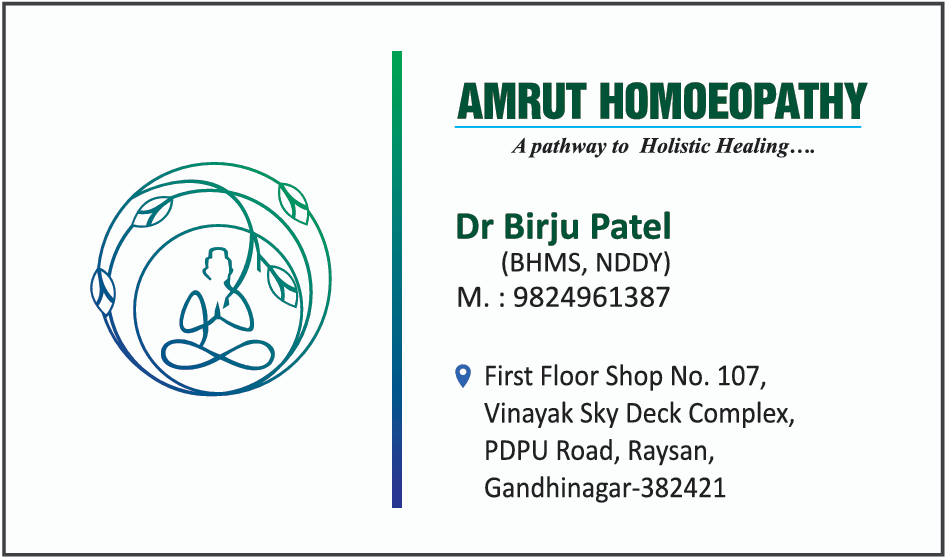 AMRUT HOMOEOPATHY
A pathway to Holistic Healing....
Dr Birju Patel
(BHMS, NDDY)
M. : 9824961387
First Floor Shop No. 107,
Vinayak Sky Deck Complex,
PDPU Road, Raysan,
Gandhinagar-382421